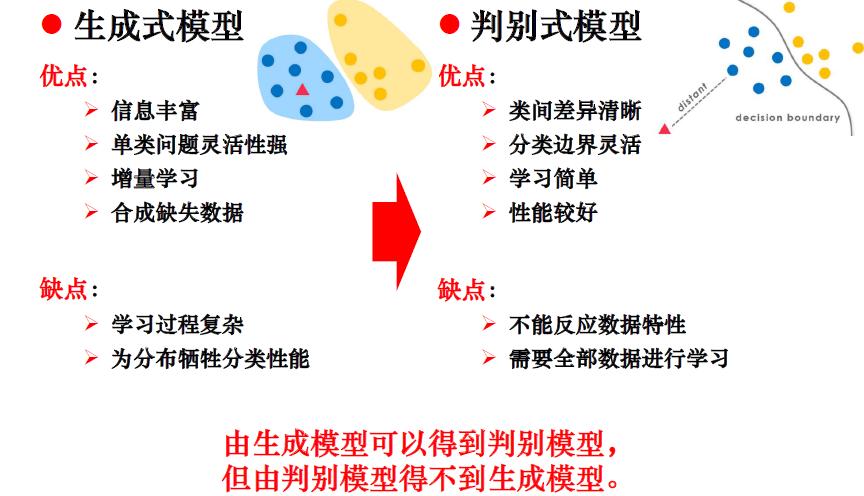 生成式模型
优点：
信息丰富
单类问题灵活性强
增量学习
合成缺失数据
缺点：
学习过程复杂
为分布牺牲分类性能
判别式模型
优点：
类间差异清晰
分类边界灵活
学习简单
性能较好
缺点：
不能反应数据特性
需要全部数据进行学习
distant
decision boundary
由生成模型可以得到判别模型，
但由判别模型得不到生成模型。